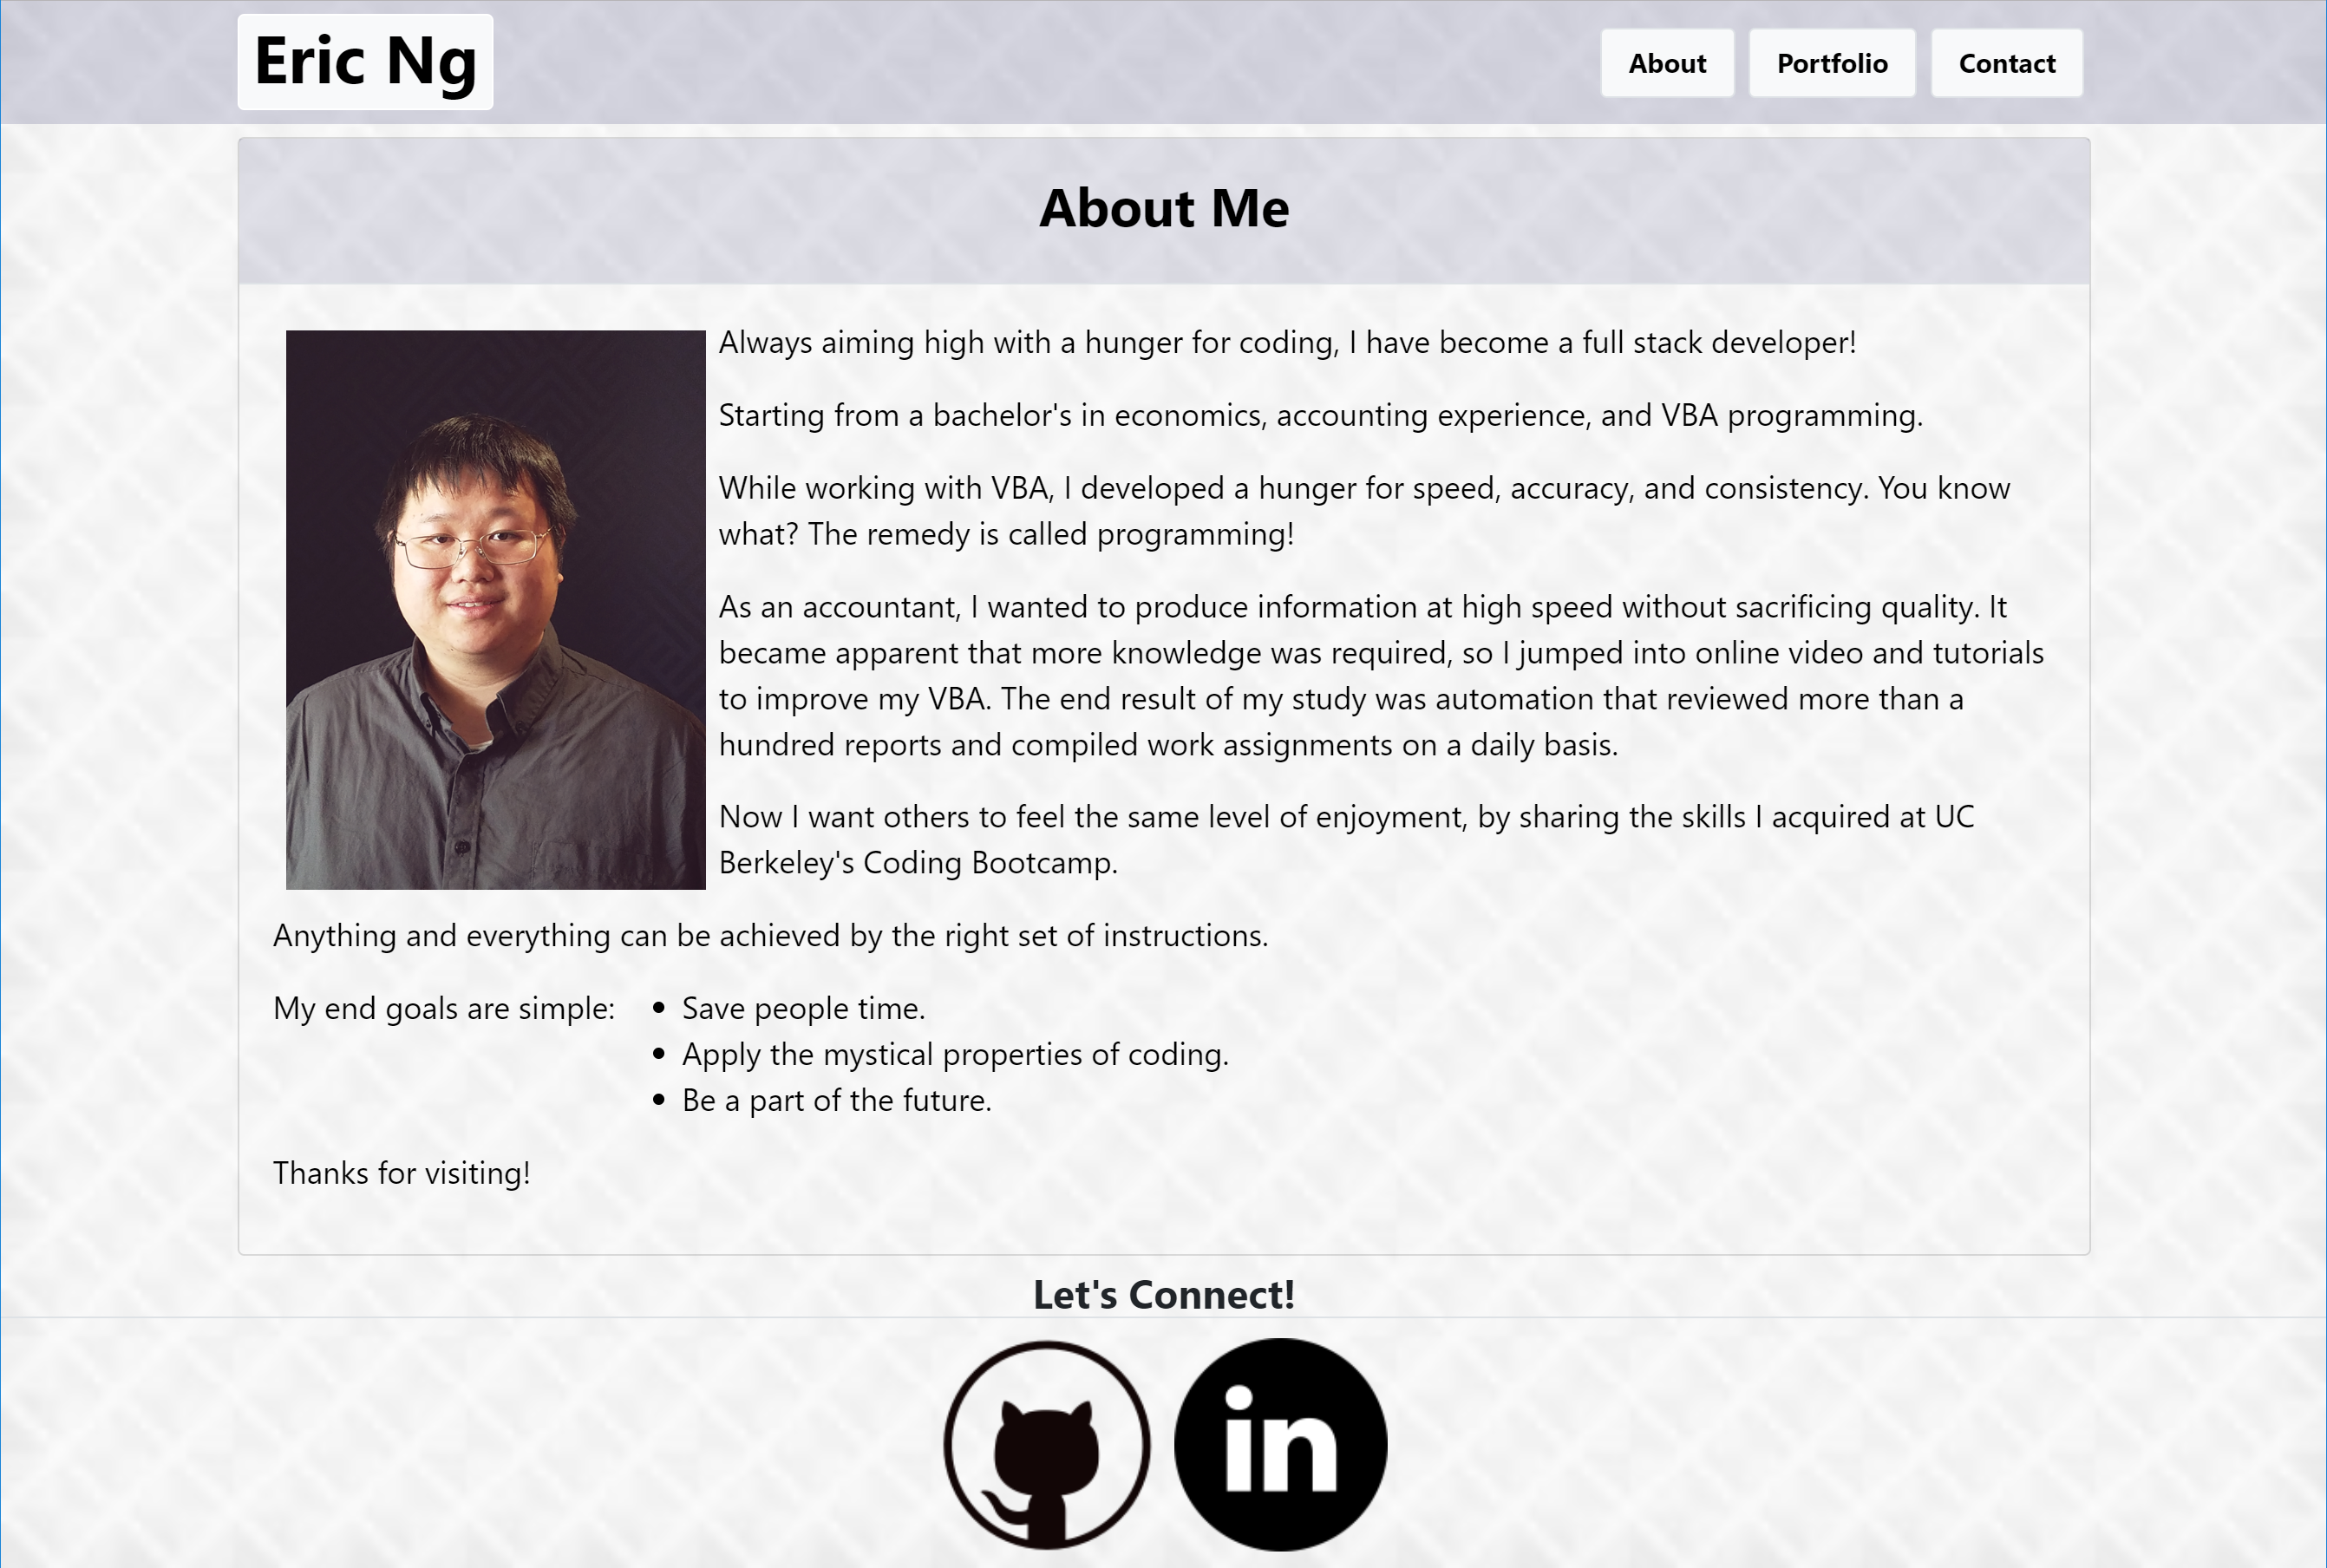 Eric Ng
About
Portfolio
Contact
About Me
Always aiming high with a hunger for coding, I have become a full stack developer!
Starting from a bachelor's in economics, accounting experience, and VBA programming.
While working with VBA, I developed a hunger for speed, accuracy, and consistency. You know
what? The remedy is called programming!
As an accountant, I wanted to produce information at high speed without sacrificing quality. It
became apparent that more knowledge was required, so I jumped into online video and tutorials
to improve my VBA. The end result of my study was automation that reviewed more than a
hundred reports and compiled work assignments on a daily basis.
Now I want others to feel the same level of enjoyment, by sharing the skills I acquired at UC
Berkeley's Coding Bootcamp.
Anything and everything can be achieved by the right set of instructions.
My end goals are simple:
• Save people time.
• Apply the mystical properties of coding.
• Be a part of the future.
Thanks for visiting!
Let's Connect!
in